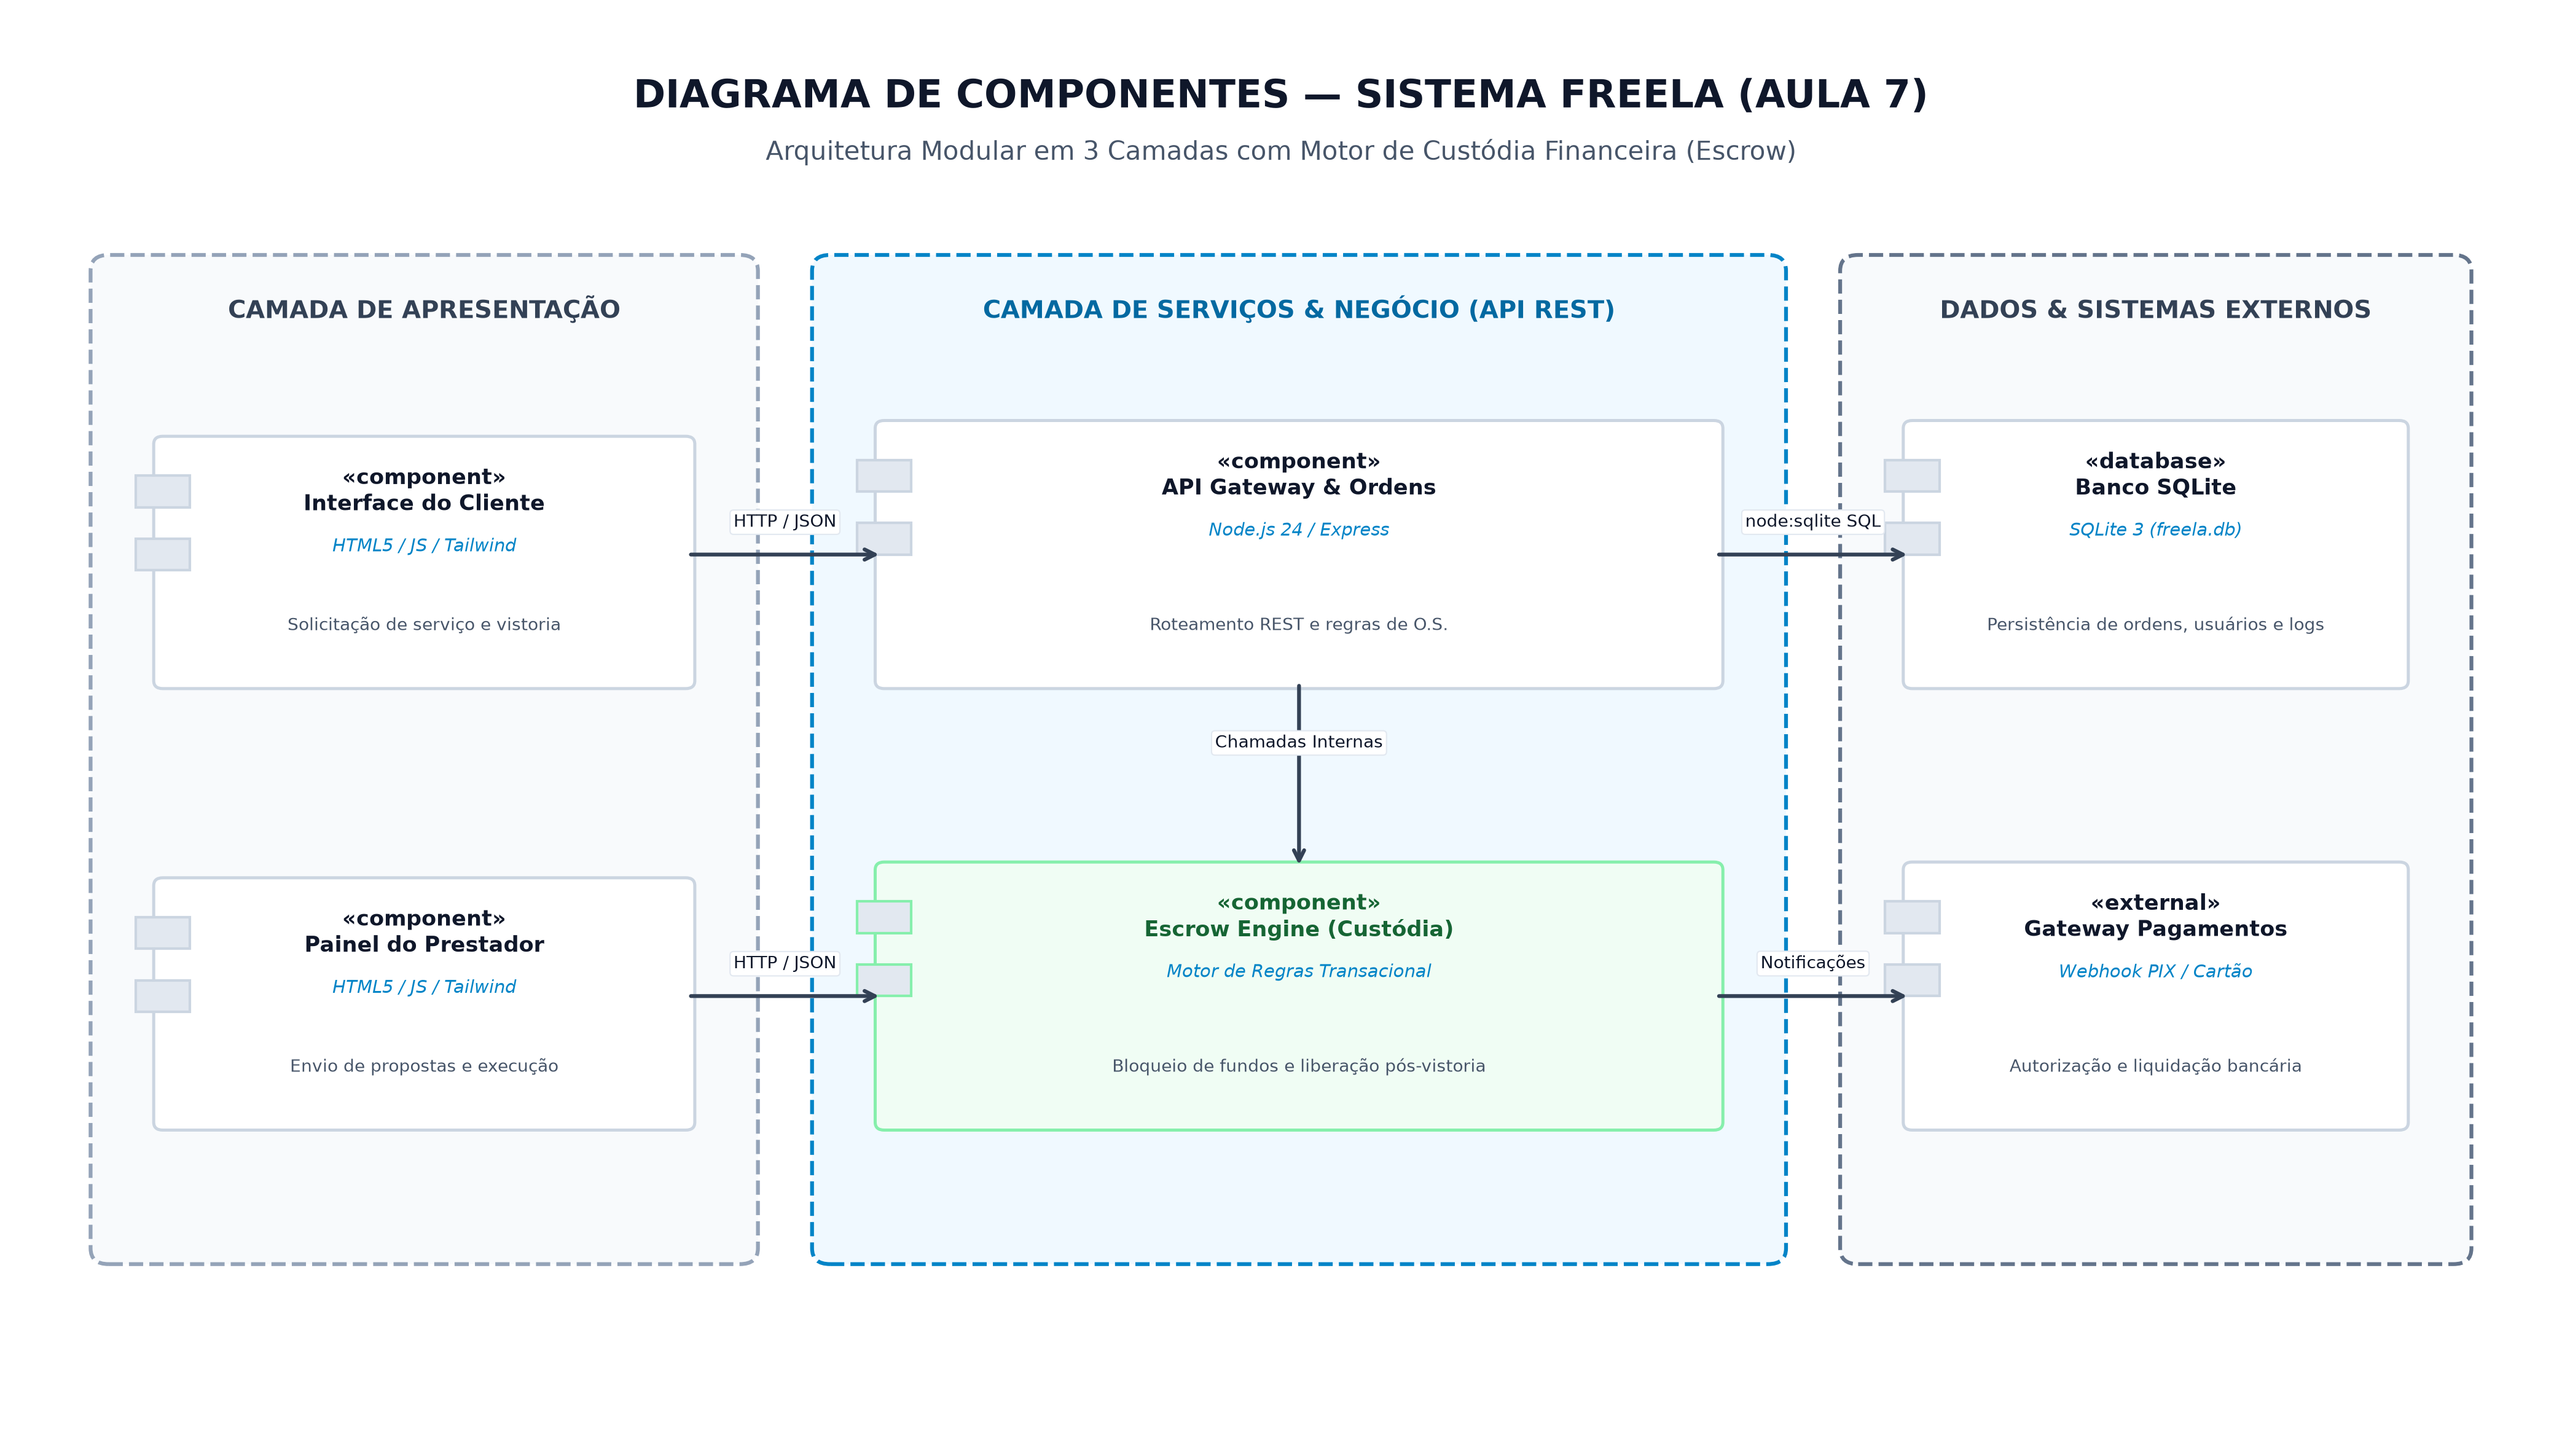 DIAGRAMA DE COMPONENTES — SISTEMA FREELA (AULA 7)
Arquitetura Modular em 3 Camadas com Motor de Custódia Financeira (Escrow)
CAMADA DE APRESENTAÇÃO
«component»
Interface do Cliente
HTML5 / JS / Tailwind
Solicitação de serviço e vistoria
«component»
Painel do Prestador
HTML5 / JS / Tailwind
Envio de propostas e execução
HTTP / JSON
HTTP / JSON
CAMADA DE SERVIÇOS & NEGÓCIO (API REST)
«component»
API Gateway & Ordens
Node.js 24 / Express
Roteamento REST e regras de O.S.
Chamadas Internas
«component»
Escrow Engine (Custódia)
Motor de Regras Transacional
Bloqueio de fundos e liberação pós-vistoria
node:sqlite SQL
Notificações
DADOS & SISTEMAS EXTERNOS
«database»
Banco SQLite
SQLite 3 (freela.db)
Persistência de ordens, usuários e logs
«external»
Gateway Pagamentos
Webhook PIX / Cartão
Autorização e liquidação bancária